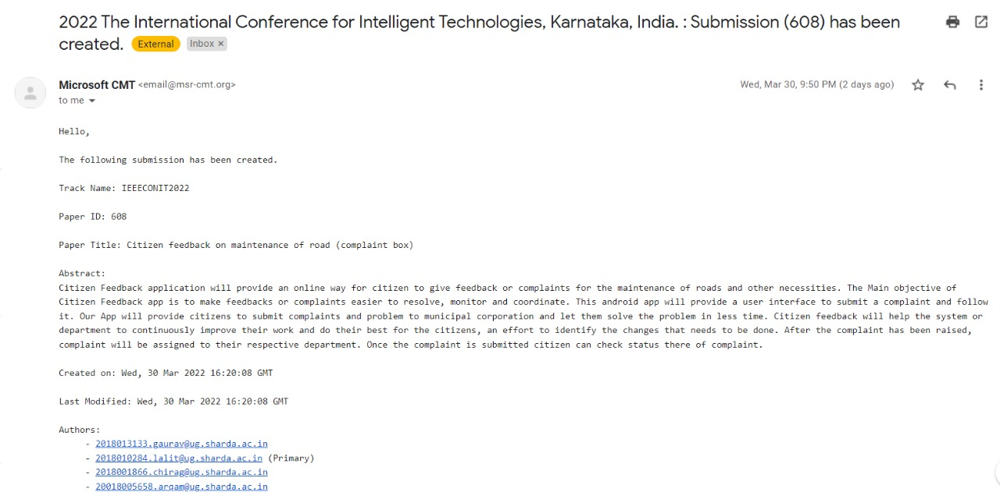 2022 The International Conference for Intelligent Technologies, Karnataka, India. : Submission (608) has been
created. External Inbox ×
Microsoft CMT <email@msr-cmt.org> Wed, Mar 30, 9:50 PM (2 days ago)
to me
Hello,
The following submission has been created.
Track Name: IEEECONIT2022
Paper ID: 608
Paper Title: Citizen feedback on maintenance of road (complaint box)
Abstract:
Citizen Feedback application will provide an online way for citizen to give feedback or complaints for the maintenance of roads and other necessities. The Main objective of
Citizen Feedback app is to make feedbacks or complaints easier to resolve, monitor and coordinate. This android app will provide a user interface to submit a complaint and follow
it. Our App will provide citizens to submit complaints and problem to municipal corporation and let them solve the problem in less time. Citizen feedback will help the system or
department to continuously improve their work and do their best for the citizens, an effort to identify the changes that needs to be done. After the complaint has been raised,
complaint will be assigned to their respective department. Once the complaint is submitted citizen can check status there of complaint.
Created on: Wed, 30 Mar 2022 16:20:08 GMT
Last Modified: Wed, 30 Mar 2022 16:20:08 GMT
Authors:
- 2018013133.gaurav@ug.sharda.ac.in
- 2018010284.lalit@ug.sharda.ac.in (Primary)
- 2018001866.chirag@ug.sharda.ac.in
- 20018005658.arqam@ug.sharda.ac.in